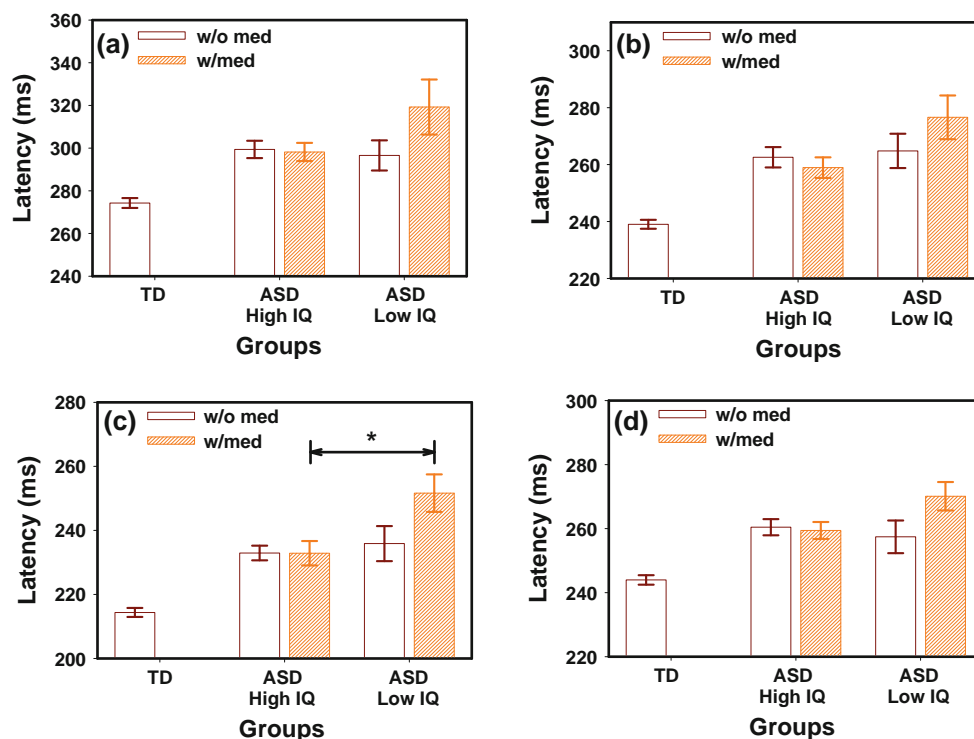 (a)
w/o med
w/med
Latency (ms)
360
340
320
300
280
260
240
TD
ASD
High IQ
ASD
Low IQ
Groups
(b)
w/o med
w/med
Latency (ms)
300
280
260
240
220
TD
ASD
High IQ
ASD
Low IQ
Groups
(c)
w/o med
w/med
*
Latency (ms)
280
260
240
220
200
TD
ASD
High IQ
ASD
Low IQ
Groups
(d)
w/o med
w/med
Latency (ms)
300
280
260
240
220
TD
ASD
High IQ
ASD
Low IQ
Groups